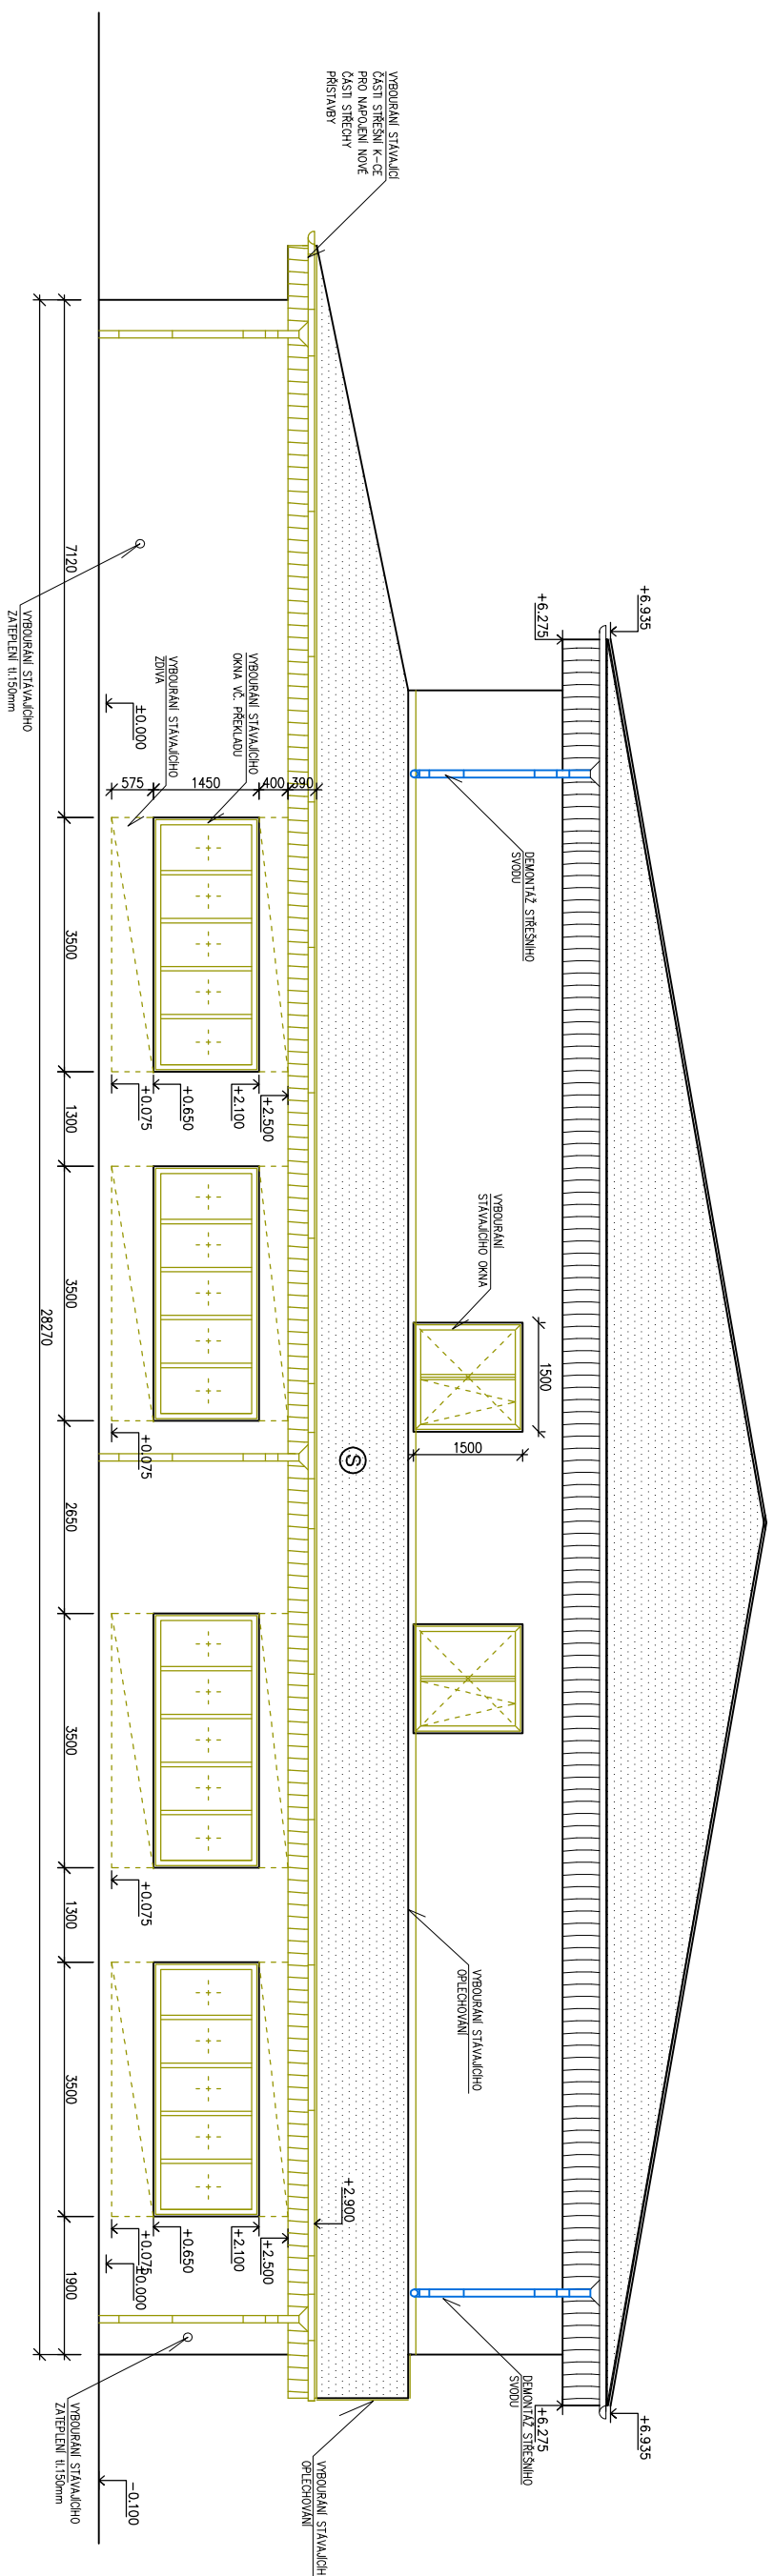 +6.935
+6.935
+6.275
+6.275
VYBOURÁNÍ STÁVAJÍCÍ
ČÁSTI STŘEŠNÍ K-CE
PRO NAPOJENÍ NOVÉ
ČÁSTI STŘECHY
PŘÍSTAVBY
DEMONTÁŽ STŘEŠNÍHO
SVODU
VYBOURÁNÍ
STÁVAJÍCÍHO OKNA
1500
1500
VYBOURÁNÍ STÁVAJÍCÍHO
OPLECHOVÁNÍ
DEMONTÁŽ STŘEŠNÍHO
SVODU
S
+2.900
VYBOURÁNÍ STÁVAJÍCÍH
OPLECHOVÁNÍ
390
400
1450
575
VYBOURÁNÍ STÁVAJÍCÍHO
OKNA VČ. PŘEKLADU
VYBOURÁNÍ STÁVAJÍCÍHO
ZDIVA
±0.000
+2.500
+2.100
+0.650
+0.075
+0.075
+0.075
+2.500
+2.100
+0.650
+0.075
±0.000
-0.100
7120
3500
1300
3500
2650
3500
1300
3500
1900
28270
VYBOURÁNÍ STÁVAJÍCÍHO
ZATEPLENÍ tl.150mm
VYBOURÁNÍ STÁVAJÍCÍHO
ZATEPLENÍ tl.150mm